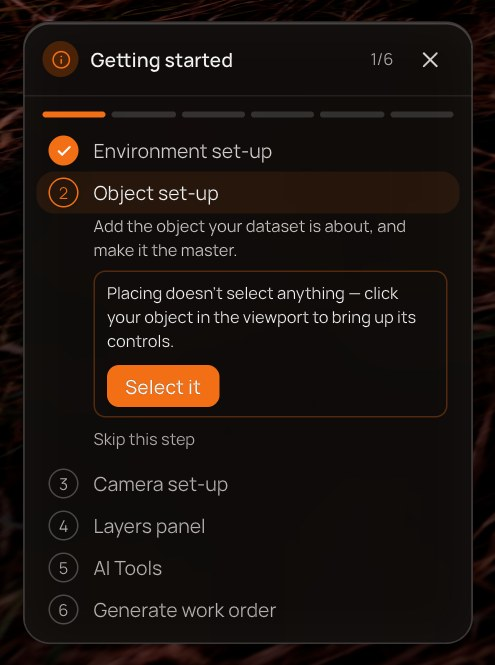 Getting started 1/6
Environment set-up
2 Object set-up
Add the object your dataset is about, and
make it the master.
Placing doesn't select anything — click
your object in the viewport to bring up its
controls.
Select it
Skip this step
3 Camera set-up
4 Layers panel
5 AI Tools
6 Generate work order